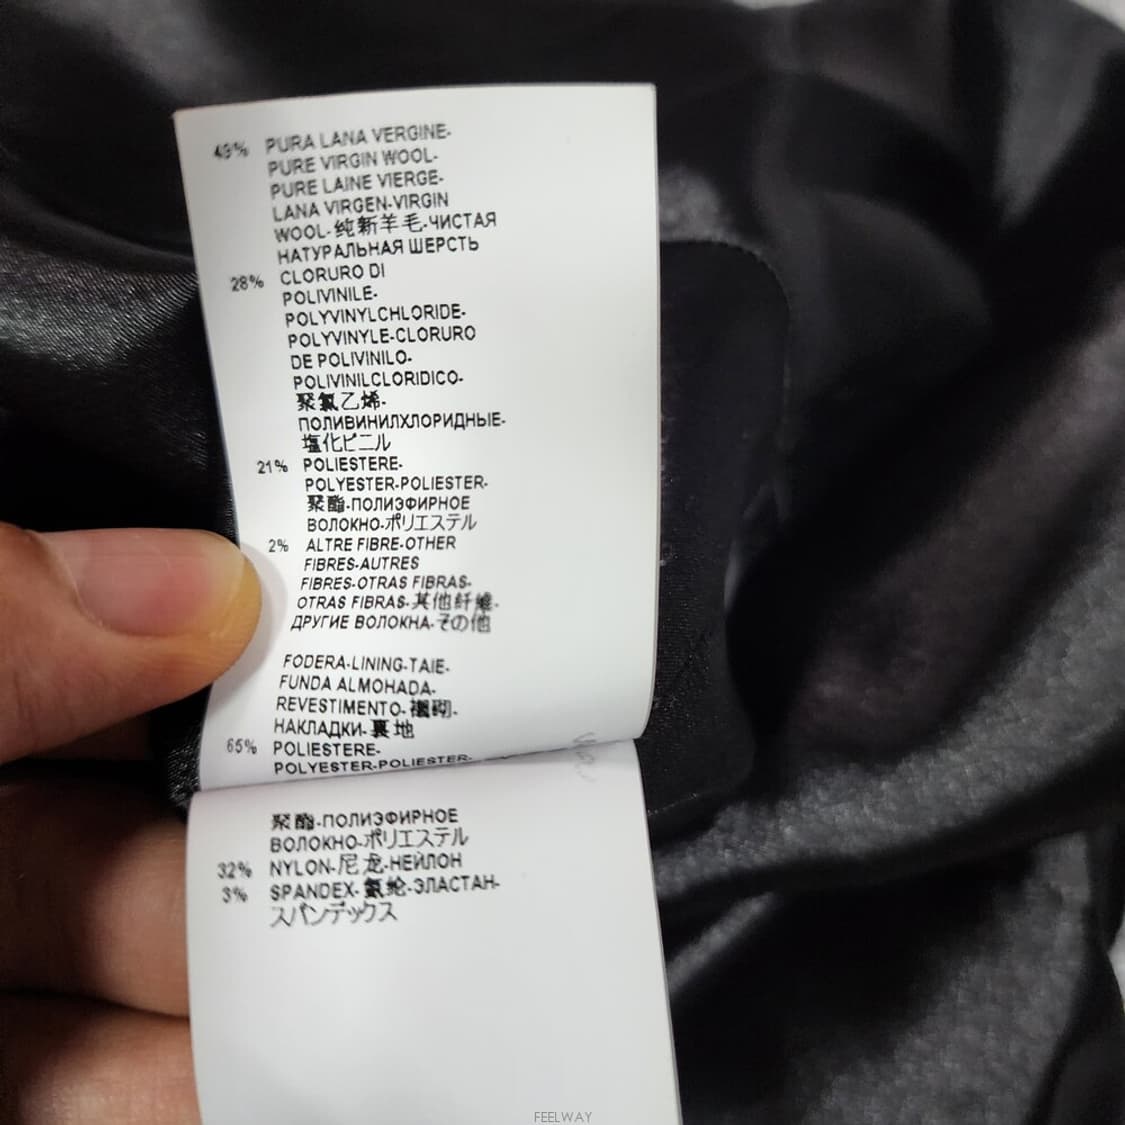 49% PURA LANA VERGINE-
PURE VIRGIN WOOL-
PURE LAINE VIERGE-
LANA VIRGEN-VIRGIN
WOOL-纯新羊毛-ЧИСТАЯ
НАТУРАЛЬНАЯ ШЕРСТЬ
28% CLORURO DI
POLIVINILE-
POLYVINYLCHLORIDE-
POLYVINYLE-CLORURO
DE POLIVINILO-
POLIVINILCLORIDICO-
聚氯乙烯-
ПОЛИВИНИЛХЛОРИДНЫЕ-
塩化ビニル
21% POLIESTERE-
POLYESTER-POLIESTER-
聚酯-ПОЛИЭФИРНОЕ
ВОЛОКНО-ポリエステル
2% ALTRE FIBRE-OTHER
FIBRES-AUTRES
FIBRES-OTRAS FIBRAS-
OTRAS FIBRAS-其他纤维-
ДРУГИЕ ВОЛОКНА-その他
FODERA-LINING-TAIE-
FUNDA ALMOHADA-
REVESTIMENTO-
НАКЛАДКИ-裏地
65% POLIESTERE-
POLYESTER-POLIESTER-
聚酯-ПОЛИЭФИРНОЕ
ВОЛОКНО-ポリエステル
32% NYLON-尼龙-НЕЙЛОН
3% SPANDEX-氨纶-ЭЛАСТАН-
スパンデックス
FEELWAY